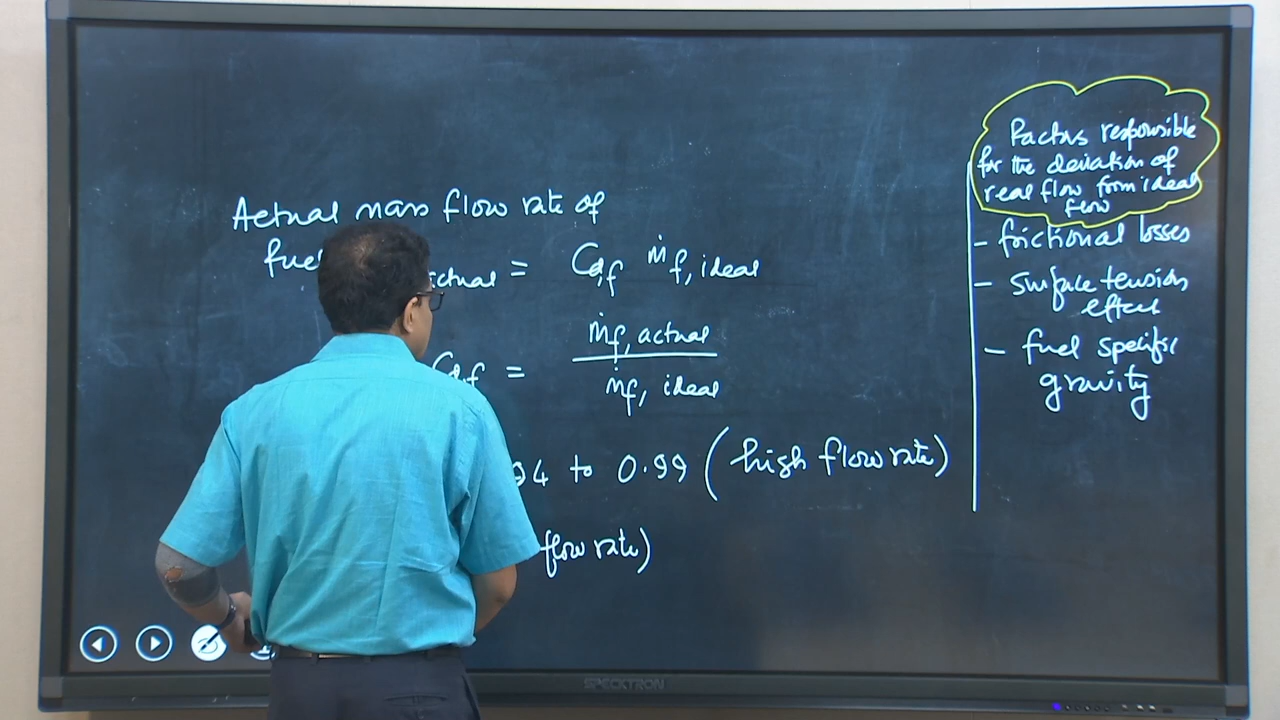 Actual mass flow rate of
fuel
ctual = Cd,f ṁf, ideal
Cd,f = ṁf, actual
ṁf, ideal
94 to 0.99 (high flow rate)
flow rate)
Factors responsible
for the deviation of
real flow from ideal
flow
- frictional losses
- surface tension
effect
- fuel specific
gravity
SPECKTRON